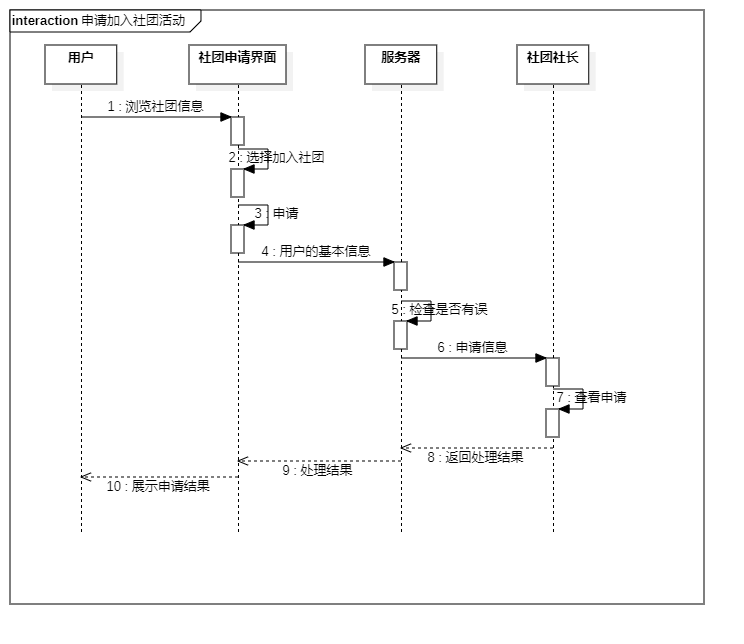 interaction 申请加入社团活动
用户 社团申请界面 服务器 社团社长
1 : 浏览社团信息
2 : 选择加入社团
3 : 申请
4 : 用户的基本信息
5 : 检查是否有误
6 : 申请信息
7 : 查看申请
8 : 返回处理结果
9 : 处理结果
10 : 展示申请结果